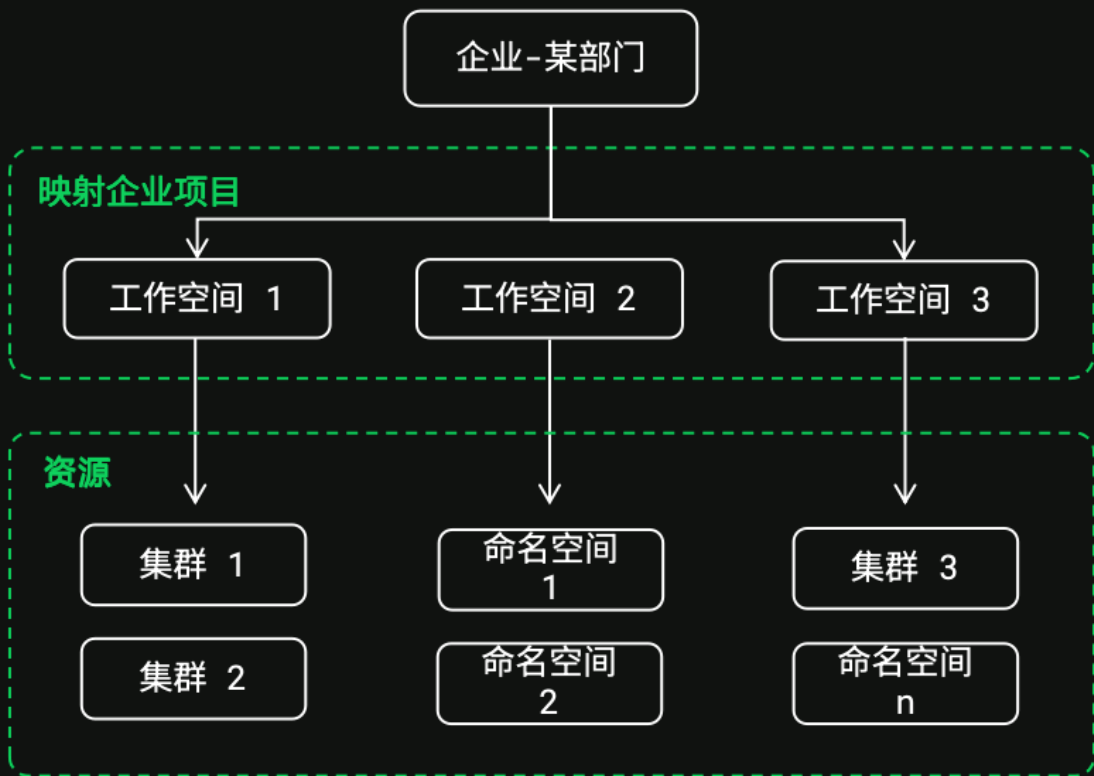 企业-某部门
映射企业项目
工作空间 1
工作空间 2
工作空间 3
资源
集群 1
命名空间
1
集群 3
集群 2
命名空间
2
命名空间
n